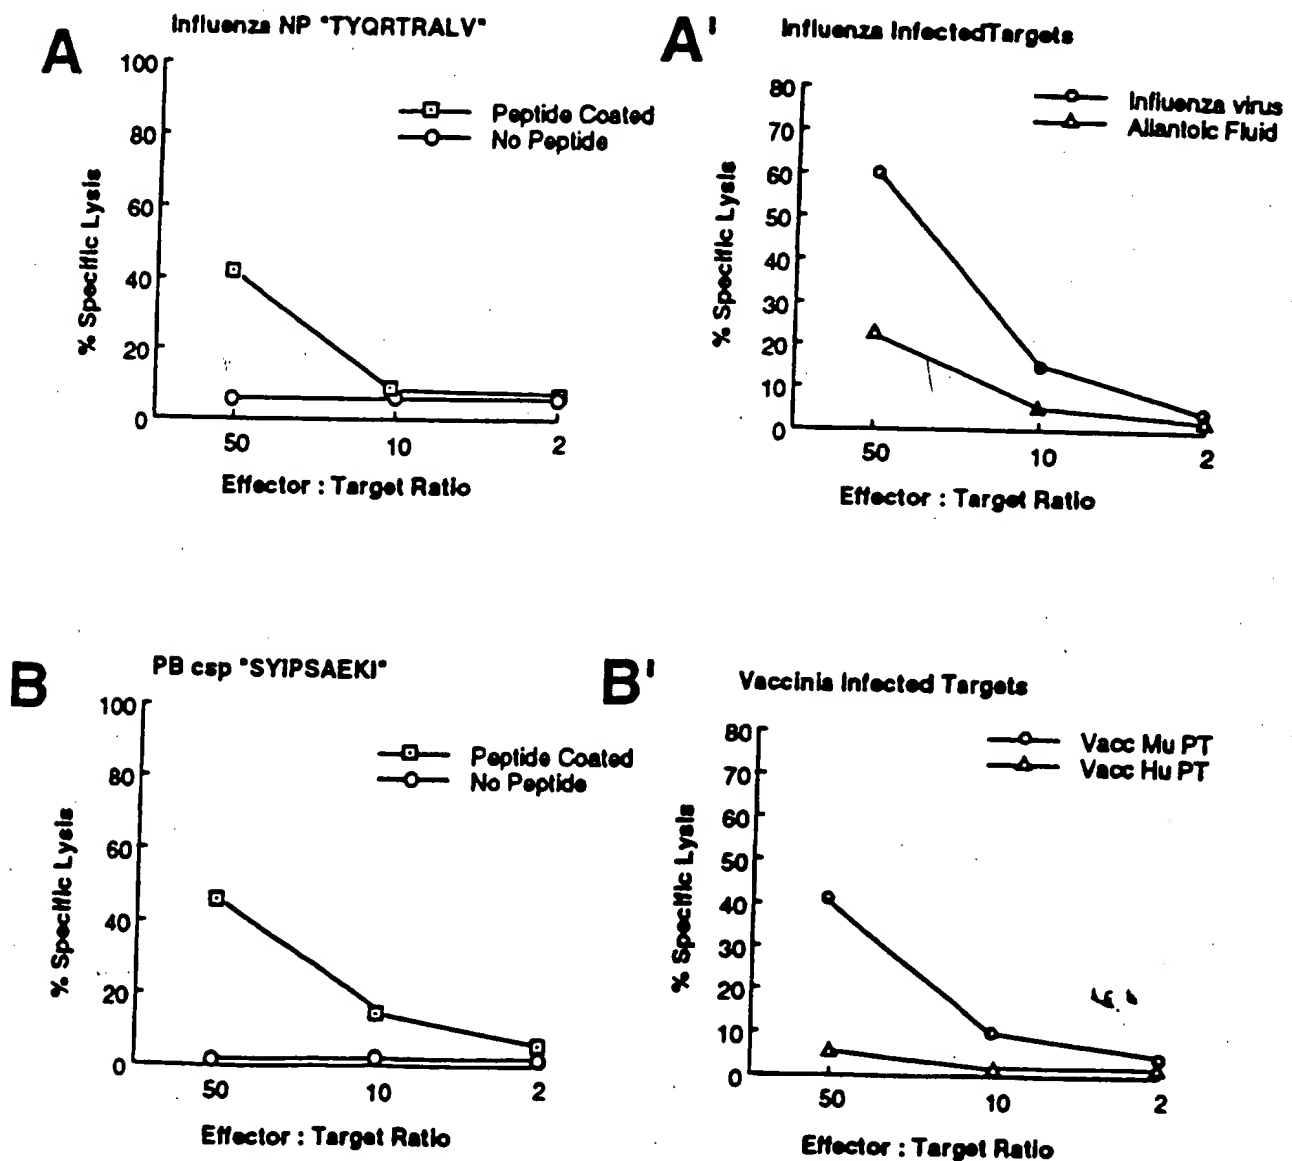 A
Influenza NP "TYQRTRALV"
100
80
60
40
20
0
% Specific Lysis
Peptide Coated
No Peptide
50 10 2
Effector : Target Ratio
A'
Influenza InfectedTargets
80
70
60
50
40
30
20
10
0
% Specific Lysis
Influenza virus
Allantoic Fluid
50 10 2
Effector : Target Ratio
B
PB csp "SYIPSAEKI"
100
80
60
40
20
0
% Specific Lysis
Peptide Coated
No Peptide
50 10 2
Effector : Target Ratio
B'
Vaccinia Infected Targets
80
70
60
50
40
30
20
10
0
% Specific Lysis
Vacc Mu PT
Vacc Hu PT
50 10 2
Effector : Target Ratio